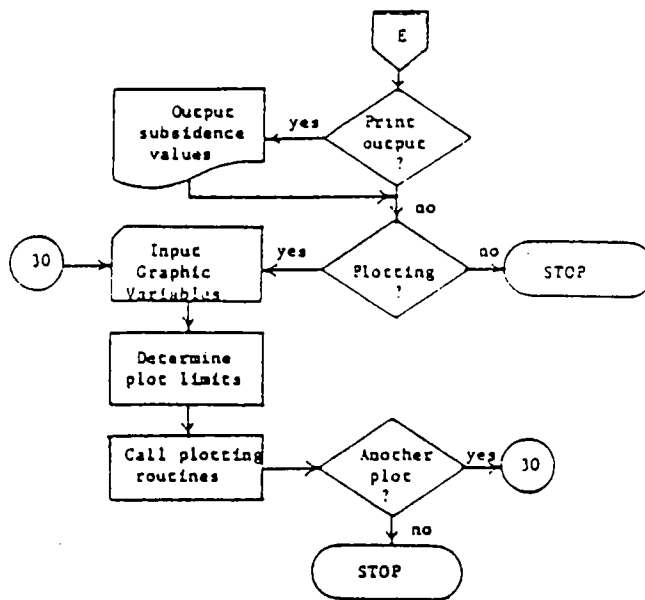 E
Output
subsidence
values
yes
Print
output
?
no
30
Input
Graphic
Variables
yes
Plotting
?
no
STOP
Determine
plot limits
Call plotting
routines
Another
plot
?
yes
30
no
STOP